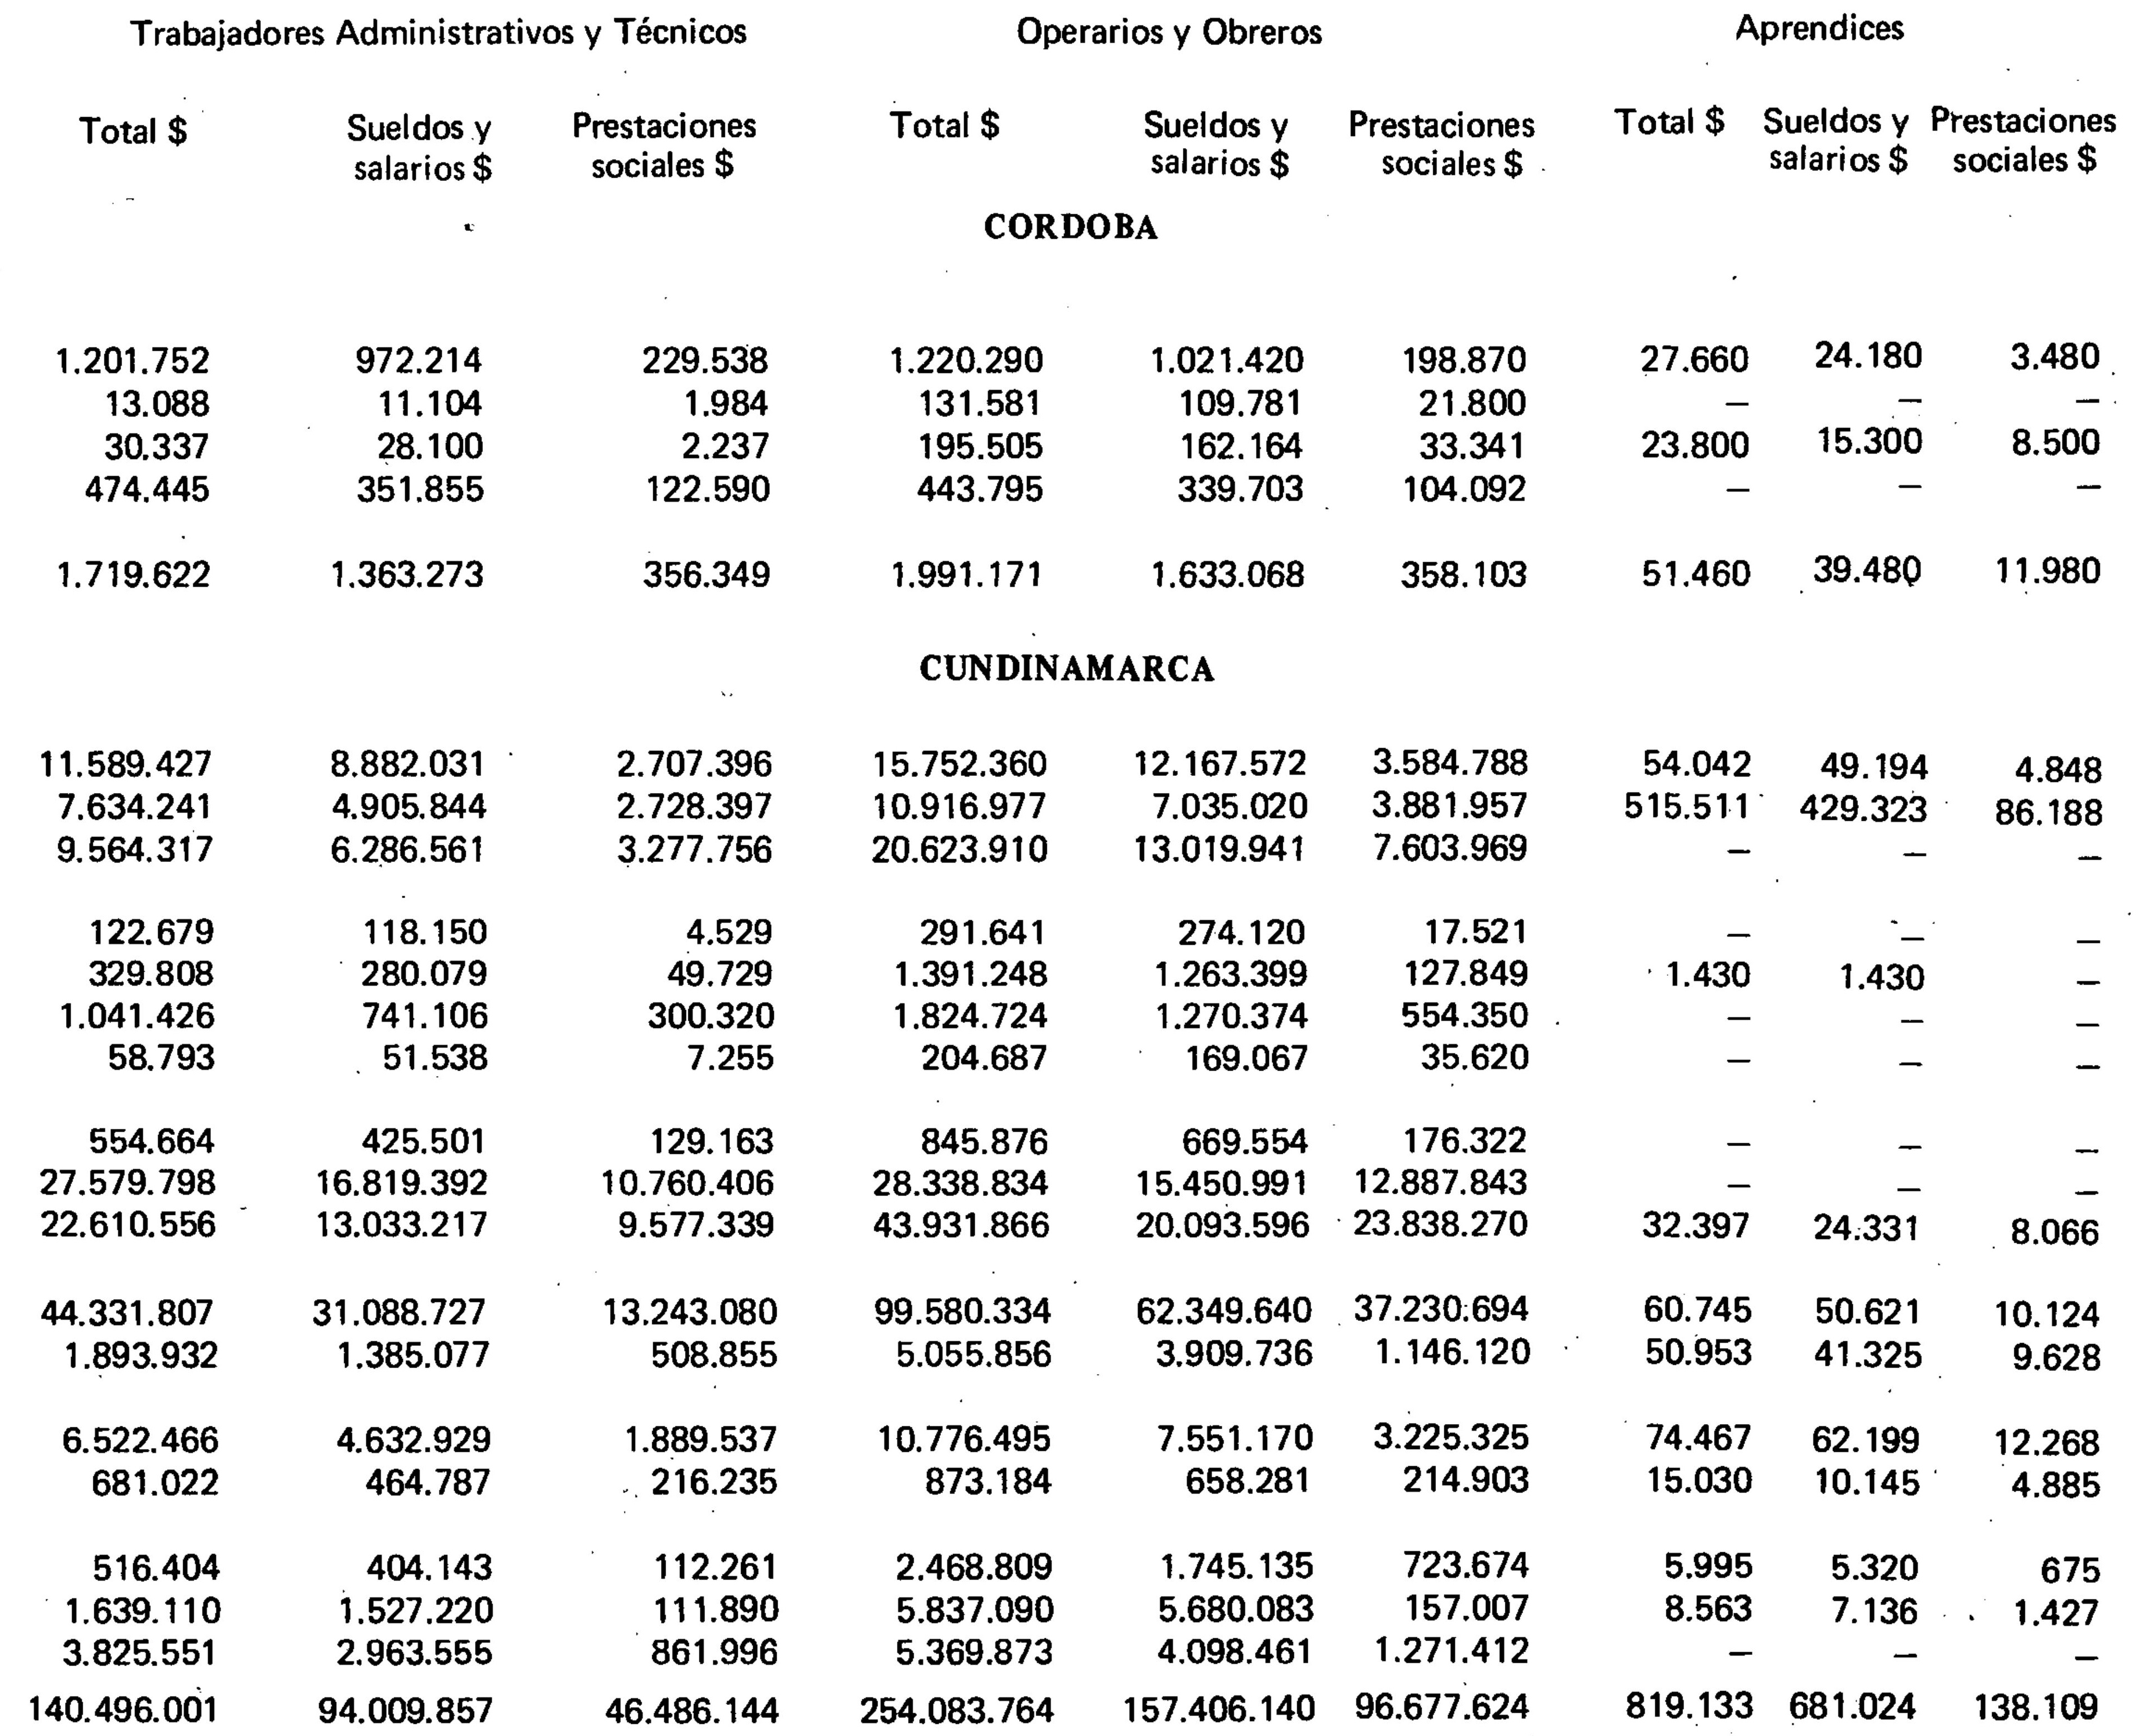 Trabajadores Administrativos y Técnicos Operarios y Obreros Aprendices
Total $ Sueldos y Prestaciones Total $ Sueldos y Prestaciones Total $ Sueldos y Prestaciones
salarios $ sociales $ salarios $ sociales $ salarios $ sociales $
CORDOBA
1.201.752 972.214 229.538 1.220.290 1.021.420 198.870 27.660 24.180 3.480
13.088 11.104 1.984 131.581 109.781 21.800 — — —
30.337 28.100 2.237 195.505 162.164 33.341 23.800 15.300 8.500
474.445 351.855 122.590 443.795 339.703 104.092 — — —
1.719.622 1.363.273 356.349 1.991.171 1.633.068 358.103 51.460 39.480 11.980
CUNDINAMARCA
11.589.427 8.882.031 2.707.396 15.752.360 12.167.572 3.584.788 54.042 49.194 4.848
7.634.241 4.905.844 2.728.397 10.916.977 7.035.020 3.881.957 515.511 429.323 86.188
9.564.317 6.286.561 3.277.756 20.623.910 13.019.941 7.603.969 — — —
122.679 118.150 4.529 291.641 274.120 17.521 — — —
329.808 280.079 49.729 1.391.248 1.263.399 127.849 1.430 1.430 —
1.041.426 741.106 300.320 1.824.724 1.270.374 554.350 — — —
58.793 51.538 7.255 204.687 169.067 35.620 — — —
554.664 425.501 129.163 845.876 669.554 176.322 — — —
27.579.798 16.819.392 10.760.406 28.338.834 15.450.991 12.887.843 — — —
22.610.556 13.033.217 9.577.339 43.931.866 20.093.596 23.838.270 32.397 24.331 8.066
44.331.807 31.088.727 13.243.080 99.580.334 62.349.640 37.230.694 60.745 50.621 10.124
1.893.932 1.385.077 508.855 5.055.856 3.909.736 1.146.120 50.953 41.325 9.628
6.522.466 4.632.929 1.889.537 10.776.495 7.551.170 3.225.325 74.467 62.199 12.268
681.022 464.787 216.235 873.184 658.281 214.903 15.030 10.145 4.885
516.404 404.143 112.261 2.468.809 1.745.135 723.674 5.995 5.320 675
1.639.110 1.527.220 111.890 5.837.090 5.680.083 157.007 8.563 7.136 1.427
3.825.551 2.963.555 861.996 5.369.873 4.098.461 1.271.412 — — —
140.496.001 94.009.857 46.486.144 254.083.764 157.406.140 96.677.624 819.133 681.024 138.109